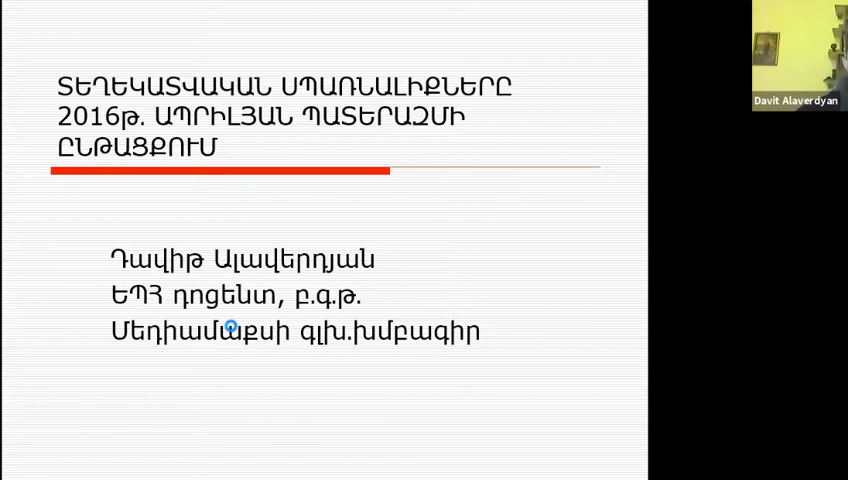 ՏԵՂԵԿԱՏՎԱԿԱՆ ՍՊԱՌՆԱԼԻՔՆԵՐԸ
2016թ. ԱՊՐԻԼՅԱՆ ՊԱՏԵՐԱԶՄԻ
ԸՆԹԱՑՔՈՒՄ
Դավիթ Ալավերդյան
ԵՊՀ դոցենտ, բ.գ.թ.
Մեդիամաքսի գլխ.խմբագիր
Davit Alaverdyan